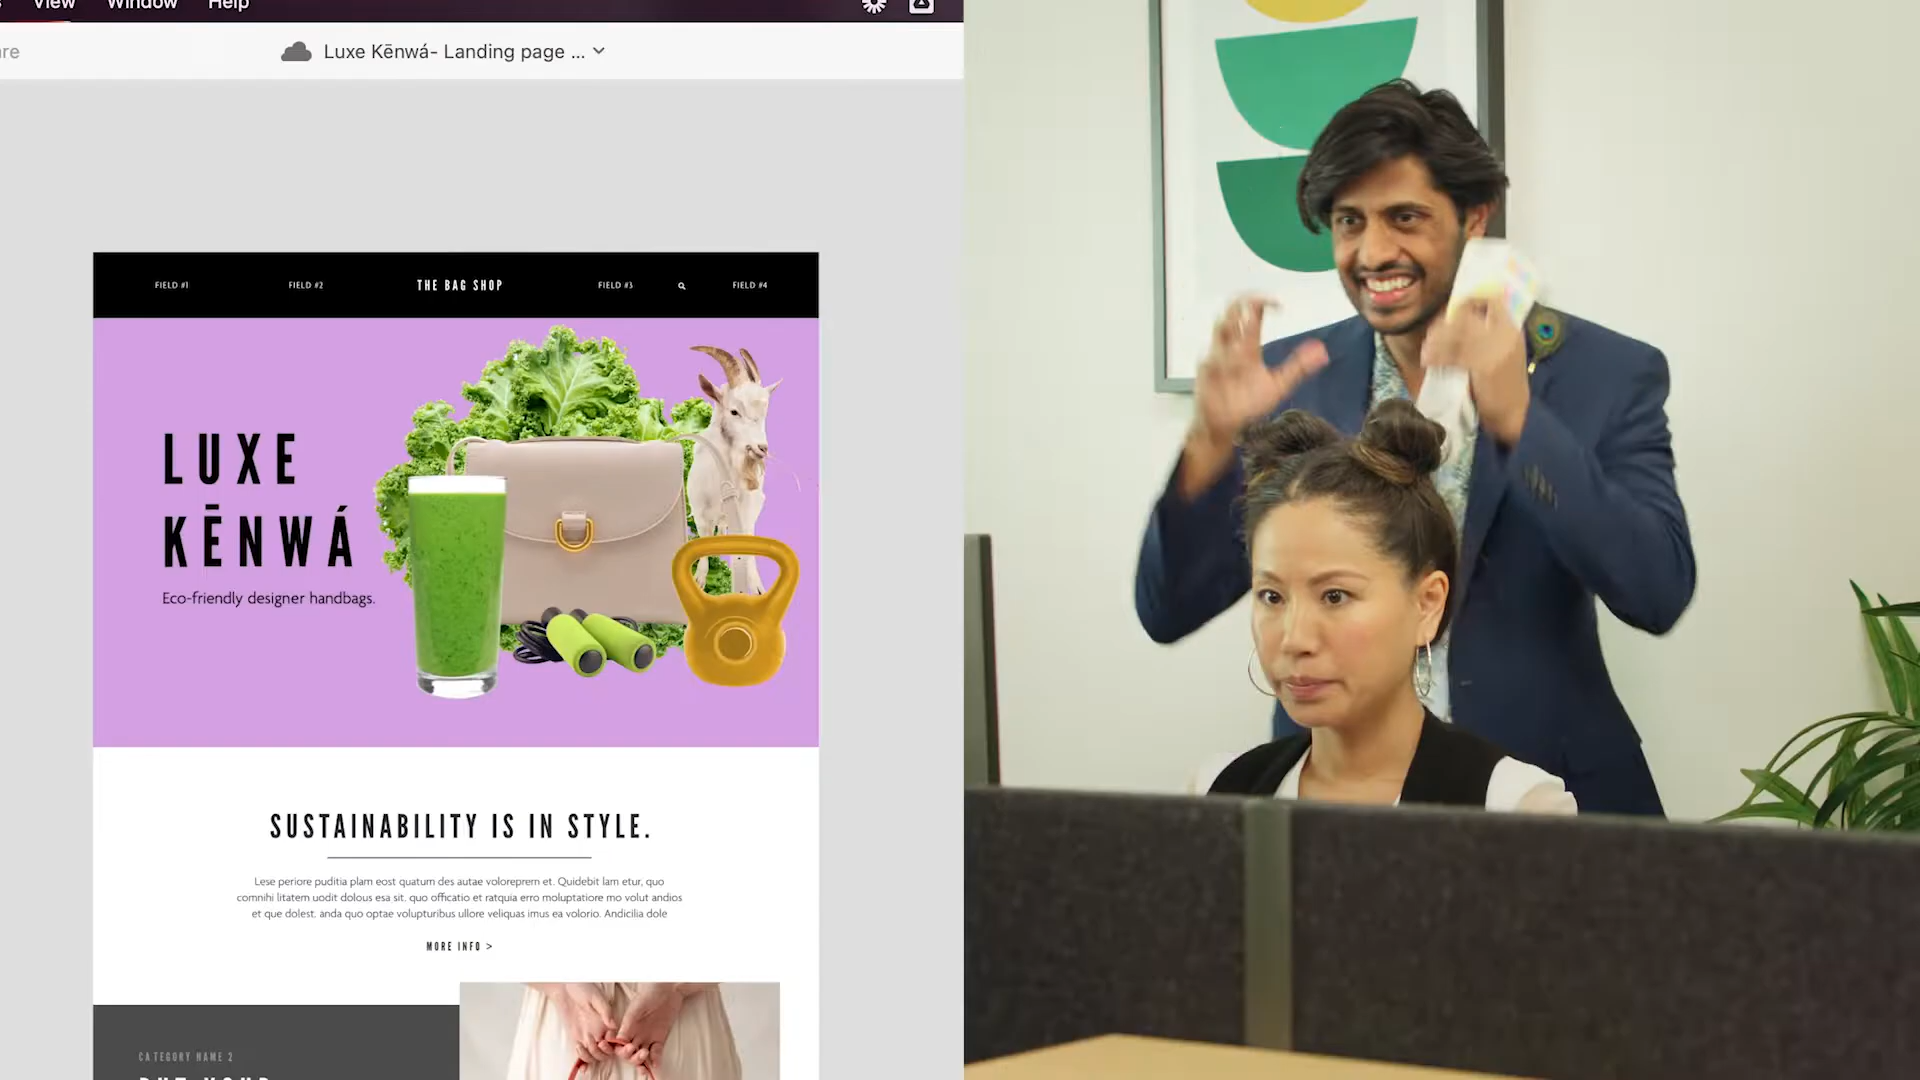 View Window Help
Luxe Kēnwá- Landing page ...
FIELD #1 FIELD #2 THE BAG SHOP FIELD #3 FIELD #4
LUXE
KĒNWÁ
Eco-friendly designer handbags.
SUSTAINABILITY IS IN STYLE.
Lese periore puditia plam eost quatum des autae voloreprem et. Quidebit lam etur, quo
comnihi litatem uodit dolous esa sit. quo officatio et ratquia erro moluptatiore mo volut andios
et que dolest. anda quo optae volupturibus ullore veliquas imus ea volorio. Andicilia dole
MORE INFO >
CATEGORY NAME 2